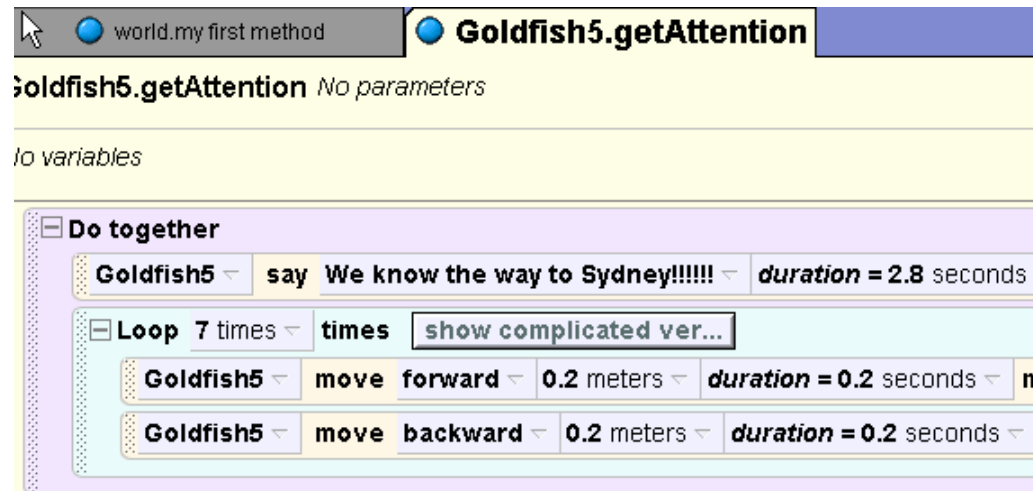 world.my first method Goldfish5.getAttention
Goldfish5.getAttention No parameters
No variables
Do together
Goldfish5 say We know the way to Sydney!!!!!! duration = 2.8 seconds
Loop 7 times times show complicated ver...
Goldfish5 move forward 0.2 meters duration = 0.2 seconds
Goldfish5 move backward 0.2 meters duration = 0.2 seconds